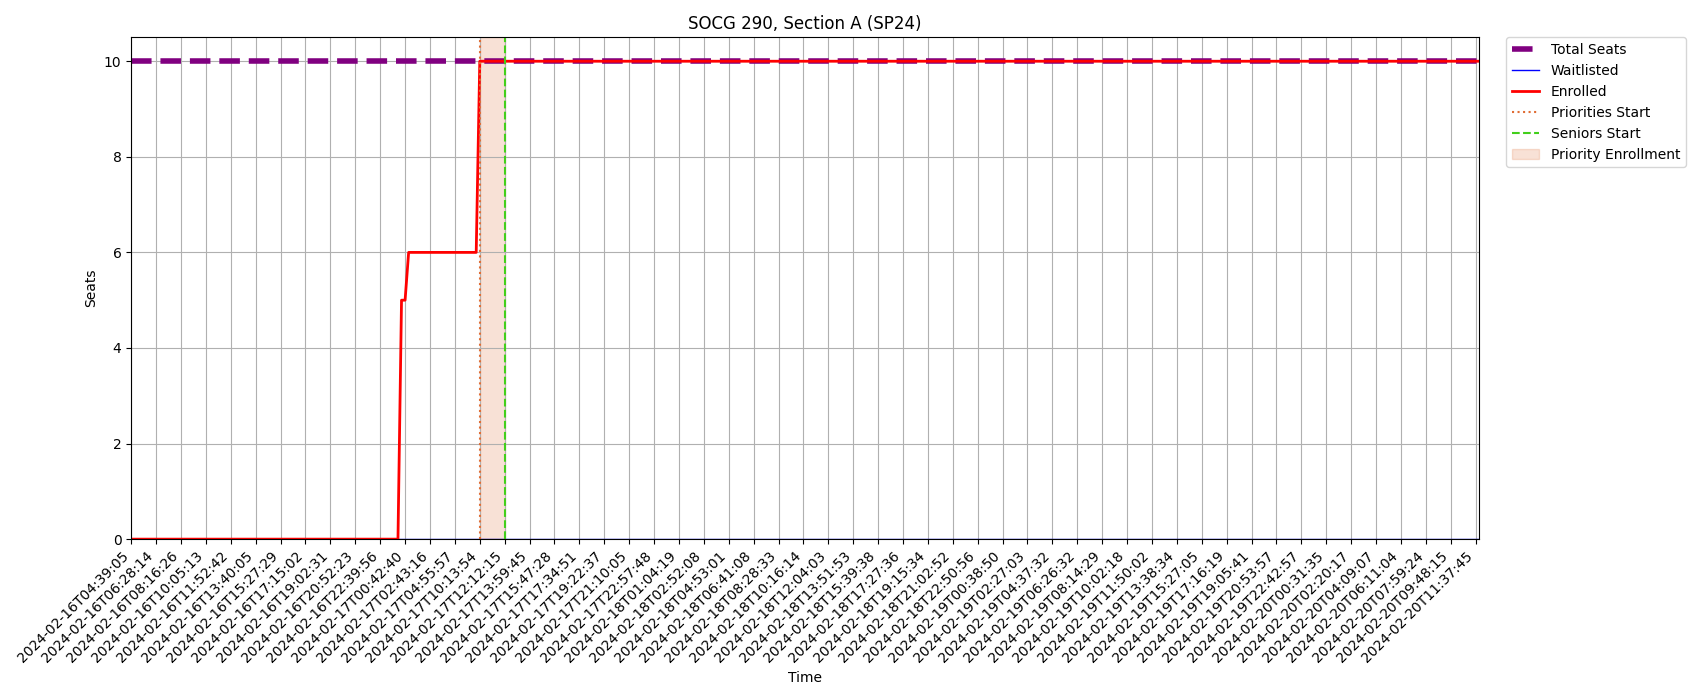 SOCG 290, Section A (SP24)
Total Seats
Waitlisted
Enrolled
Priorities Start
Seniors Start
Priority Enrollment
Seats
10
8
6
4
2
0
2024-02-16T04:39:05
2024-02-16T06:28:14
2024-02-16T08:16:26
2024-02-16T10:05:13
2024-02-16T11:52:42
2024-02-16T13:40:05
2024-02-16T15:27:29
2024-02-16T17:15:02
2024-02-16T19:02:31
2024-02-16T20:52:23
2024-02-16T22:39:56
2024-02-17T00:42:40
2024-02-17T02:43:16
2024-02-17T04:55:57
2024-02-17T10:13:54
2024-02-17T12:12:15
2024-02-17T13:59:45
2024-02-17T15:47:28
2024-02-17T17:34:51
2024-02-17T19:22:37
2024-02-17T21:10:05
2024-02-17T22:57:48
2024-02-18T01:04:19
2024-02-18T02:52:08
2024-02-18T04:53:01
2024-02-18T06:41:08
2024-02-18T08:28:33
2024-02-18T10:16:14
2024-02-18T12:04:03
2024-02-18T13:51:53
2024-02-18T15:39:38
2024-02-18T17:27:36
2024-02-18T19:15:34
2024-02-18T21:02:52
2024-02-18T22:50:56
2024-02-19T00:38:50
2024-02-19T02:27:03
2024-02-19T04:37:32
2024-02-19T06:26:32
2024-02-19T08:14:29
2024-02-19T10:02:18
2024-02-19T11:50:02
2024-02-19T13:38:34
2024-02-19T15:27:05
2024-02-19T17:16:19
2024-02-19T19:05:41
2024-02-19T20:53:57
2024-02-19T22:42:57
2024-02-20T00:31:35
2024-02-20T02:20:17
2024-02-20T04:09:07
2024-02-20T06:11:04
2024-02-20T07:59:24
2024-02-20T09:48:15
2024-02-20T11:37:45
Time